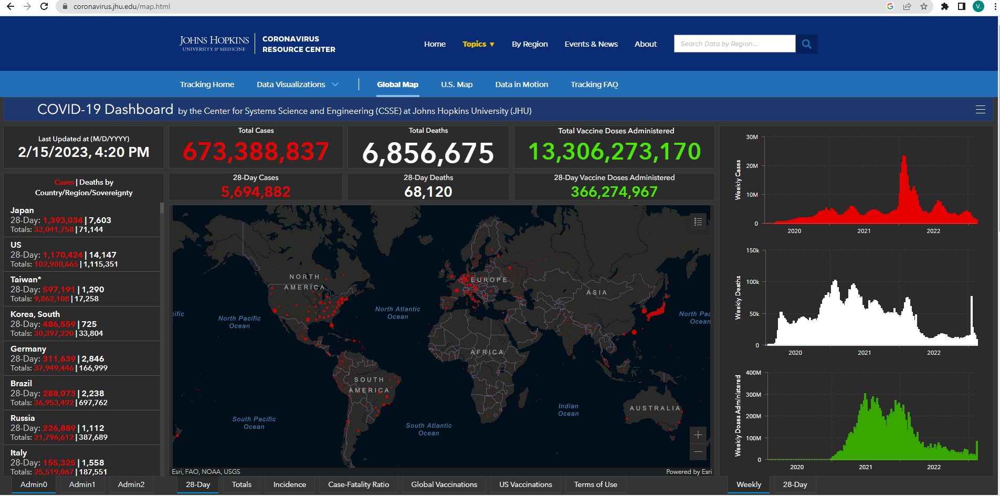 coronavirus.jhu.edu/map.html
V.
JOHNS HOPKINS
UNIVERSITY & MEDICINE
CORONAVIRUS
RESOURCE CENTER
Home
Topics ▼
By Region
Events & News
About
Search Data by Region...
Tracking Home
Data Visualizations
Global Map
U.S. Map
Data in Motion
Tracking FAQ
COVID-19 Dashboard by the Center for Systems Science and Engineering (CSSE) at Johns Hopkins University (JHU)
Last Updated at (M/D/YYYY)
2/15/2023, 4:20 PM
Total Cases
673,388,837
Total Deaths
6,856,675
Total Vaccine Doses Administered
13,306,273,170
28-Day Cases
5,694,882
28-Day Deaths
68,120
28-Day Vaccine Doses Administered
366,274,967
Cases | Deaths by
Country/Region/Sovereignty
Japan
28-Day: 1,393,034 | 7,603
Totals: 33,041,758 | 71,144
US
28-Day: 1,170,424 | 14,147
Totals: 102,980,665 | 1,115,351
Taiwan*
28-Day: 597,191 | 1,290
Totals: 9,862,108 | 17,258
Korea, South
28-Day: 486,559 | 725
Totals: 30,397,220 | 33,804
Germany
28-Day: 311,639 | 2,846
Totals: 37,949,446 | 166,999
Brazil
28-Day: 288,073 | 2,238
Totals: 36,953,492 | 697,762
Russia
28-Day: 226,889 | 1,112
Totals: 21,796,612 | 387,689
Italy
28-Day: 155,325 | 1,558
Totals: 25,519,067 | 187,551
Admin0
Admin1
Admin2
NORTH
AMERICA
EUROPE
ASIA
North Atlantic
Ocean
cific
North Pacific
Ocean
North Pac
Ocean
AFRICA
SOUTH
AMERICA
AUSTRALIA
Indian
Ocean
South Pacific
Ocean
South Atlantic
Ocean
Esri, FAO, NOAA, USGS
Powered by Esri
28-Day
Totals
Incidence
Case-Fatality Ratio
Global Vaccinations
US Vaccinations
Terms of Use
Weekly Cases
30M
20M
10M
0
2020
2021
2022
Weekly Deaths
150k
100k
50k
0
2020
2021
2022
Weekly Doses Administered
400M
300M
200M
100M
0
2020
2021
2022
Weekly
28-Day